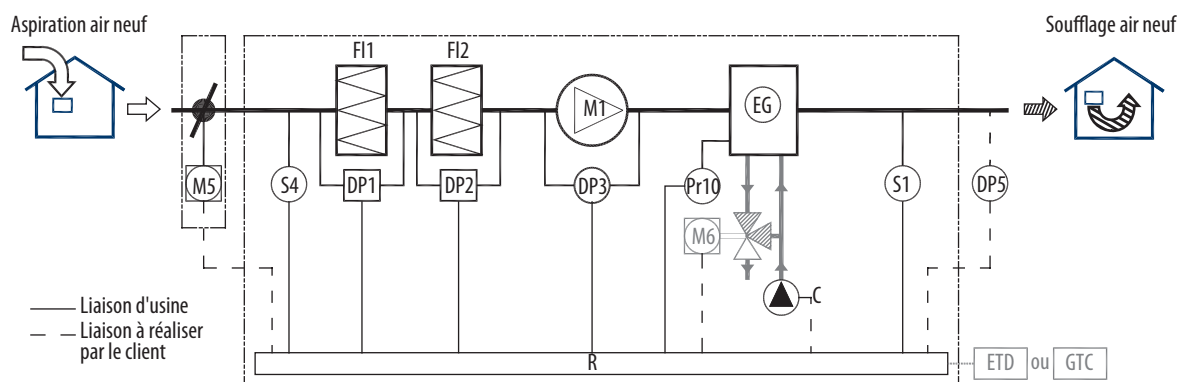 Aspiration air neuf
Soufflage air neuf
FI1
FI2
M1
EG
M5
S4
DP1
DP2
DP3
Pr10
S1
DP5
M6
C
Liaison d'usine
Liaison à réaliser
par le client
R
ETD ou GTC